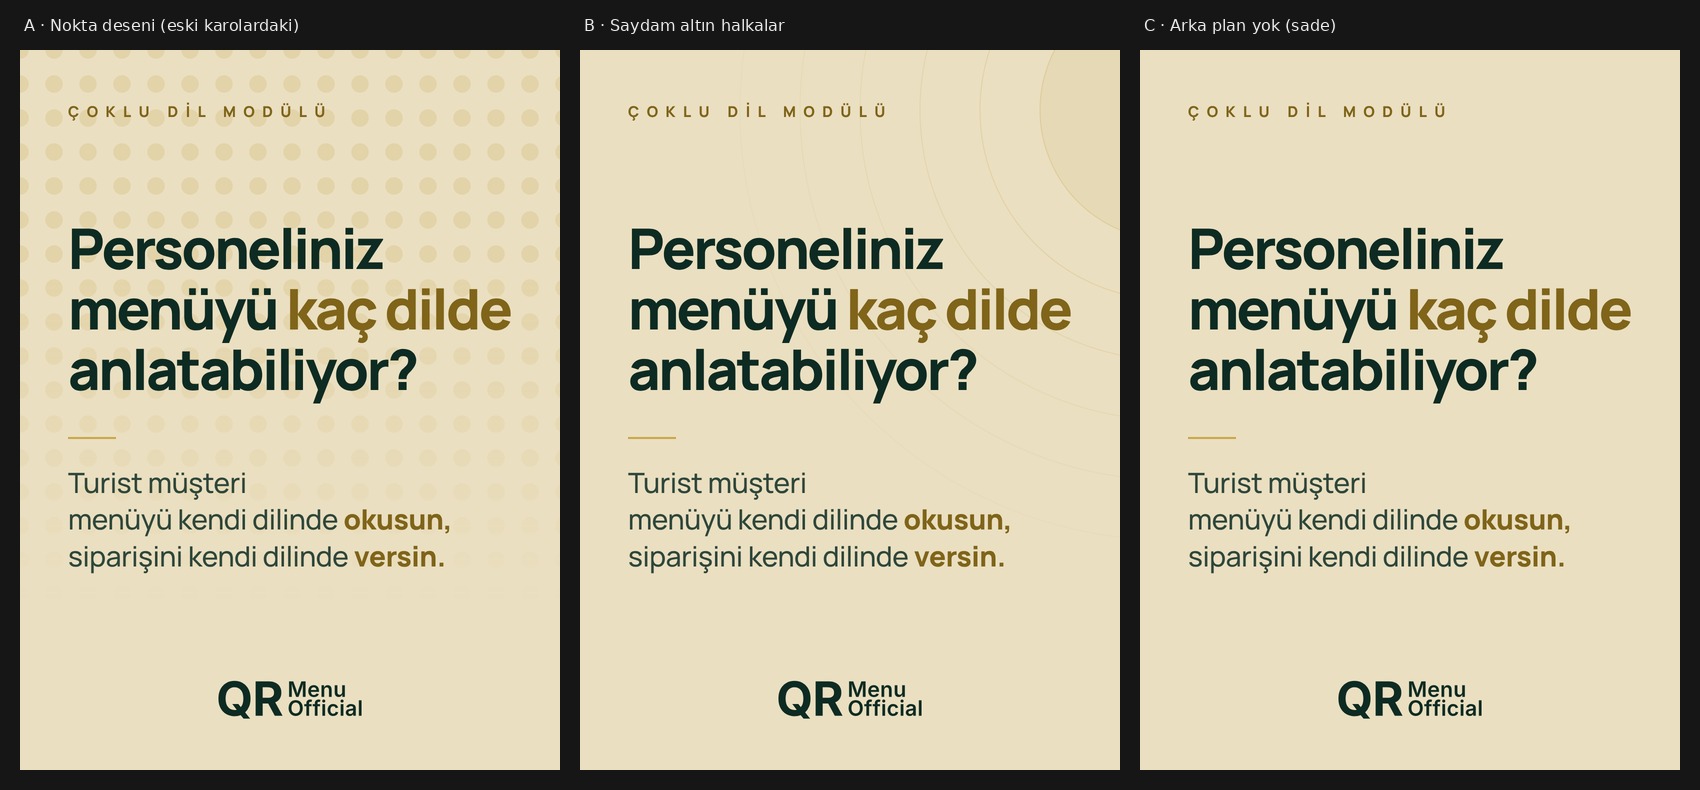 A · Nokta deseni (eski karolardaki)
ÇOKLU DİL MODÜLÜ
Personeliniz
menüyü kaç dilde
anlatabiliyor?
Turist müşteri
menüyü kendi dilinde okusun,
siparişini kendi dilinde versin.
QR Menu
Official
B · Saydam altın halkalar
ÇOKLU DİL MODÜLÜ
Personeliniz
menüyü kaç dilde
anlatabiliyor?
Turist müşteri
menüyü kendi dilinde okusun,
siparişini kendi dilinde versin.
QR Menu
Official
C · Arka plan yok (sade)
ÇOKLU DİL MODÜLÜ
Personeliniz
menüyü kaç dilde
anlatabiliyor?
Turist müşteri
menüyü kendi dilinde okusun,
siparişini kendi dilinde versin.
QR Menu
Official